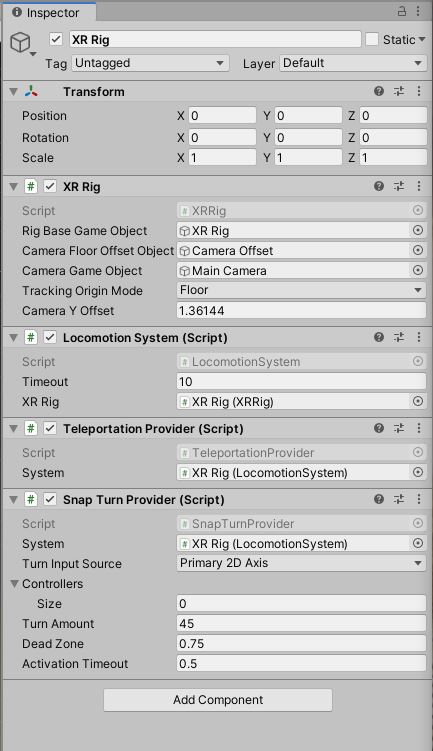 Inspector
XR Rig Static
Tag Untagged Layer Default
Transform
Position X 0 Y 0 Z 0
Rotation X 0 Y 0 Z 0
Scale X 1 Y 1 Z 1
# XR Rig
Script # XRRig
Rig Base Game Object XR Rig
Camera Floor Offset Object Camera Offset
Camera Game Object Main Camera
Tracking Origin Mode Floor
Camera Y Offset 1.36144
# Locomotion System (Script)
Script # LocomotionSystem
Timeout 10
XR Rig # XR Rig (XRRig)
# Teleportation Provider (Script)
Script # TeleportationProvider
System # XR Rig (LocomotionSystem)
# Snap Turn Provider (Script)
Script # SnapTurnProvider
System # XR Rig (LocomotionSystem)
Turn Input Source Primary 2D Axis
Controllers
Size 0
Turn Amount 45
Dead Zone 0.75
Activation Timeout 0.5
Add Component